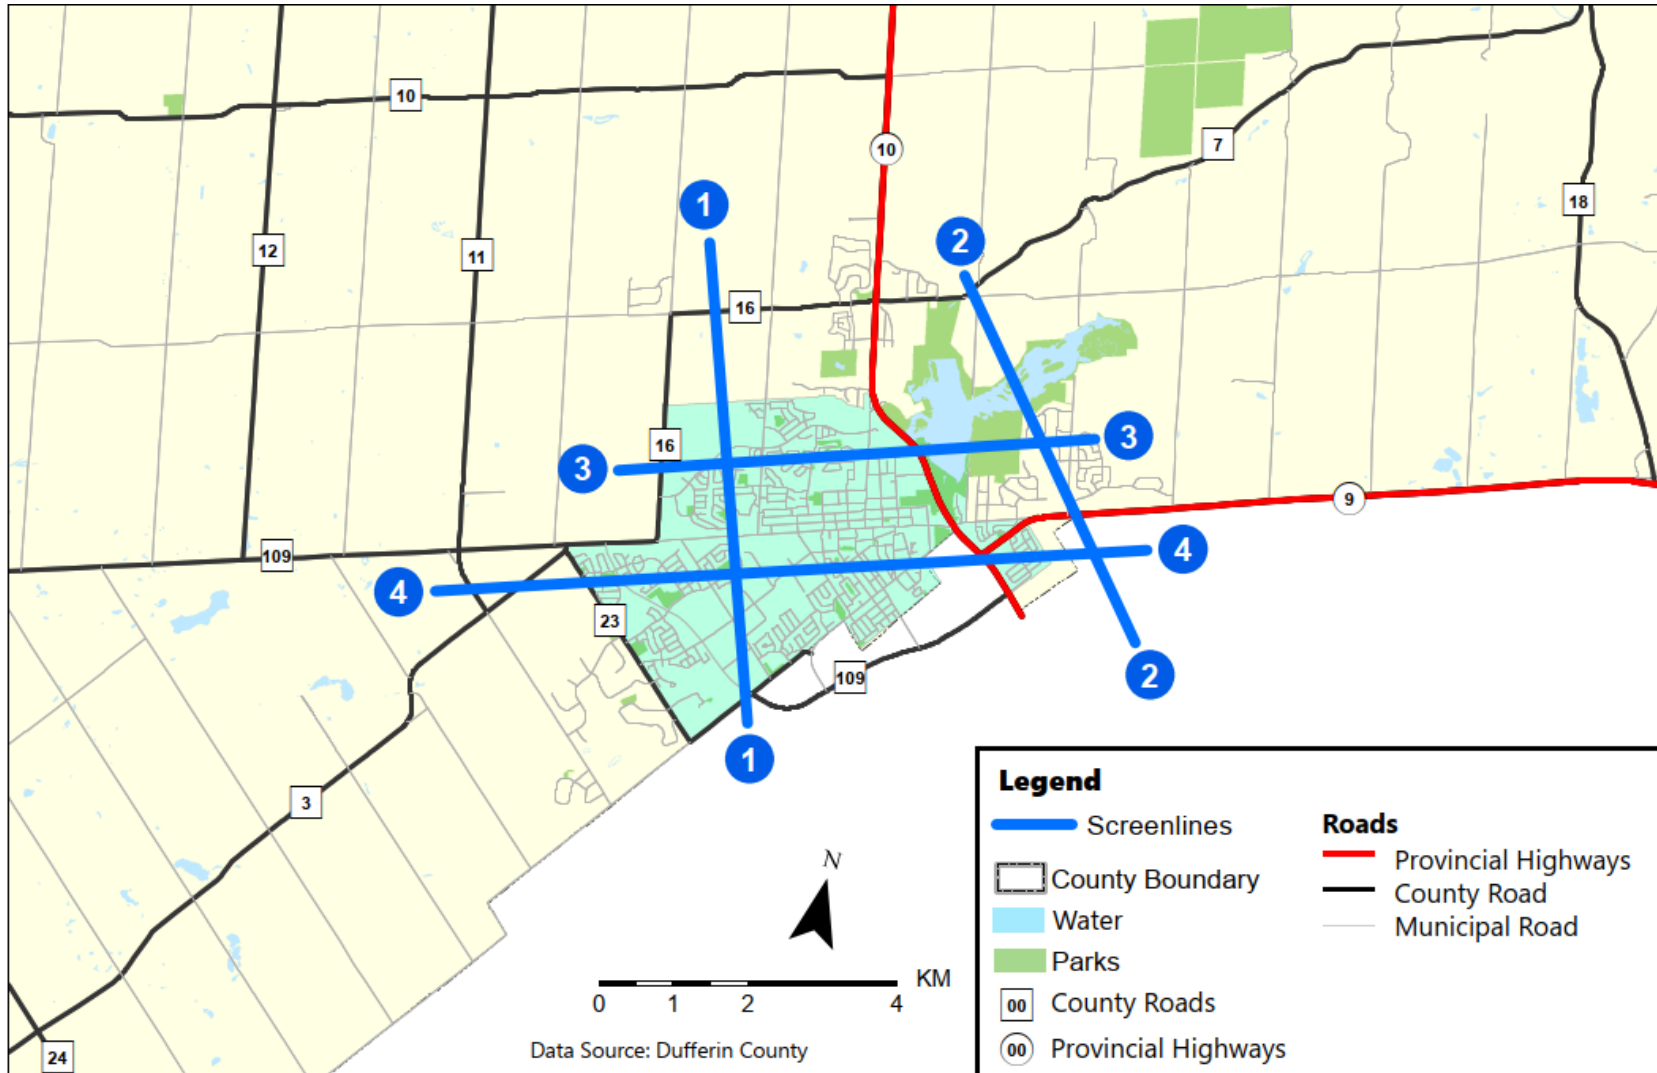 10
10
7
18
1
2
12
11
16
16
3
3
9
109
4
4
23
109
2
1
3
24
N
KM
0 1 2 4
Data Source: Dufferin County
Legend
Screenlines
County Boundary
Water
Parks
00 County Roads
00 Provincial Highways
Roads
Provincial Highways
County Road
Municipal Road